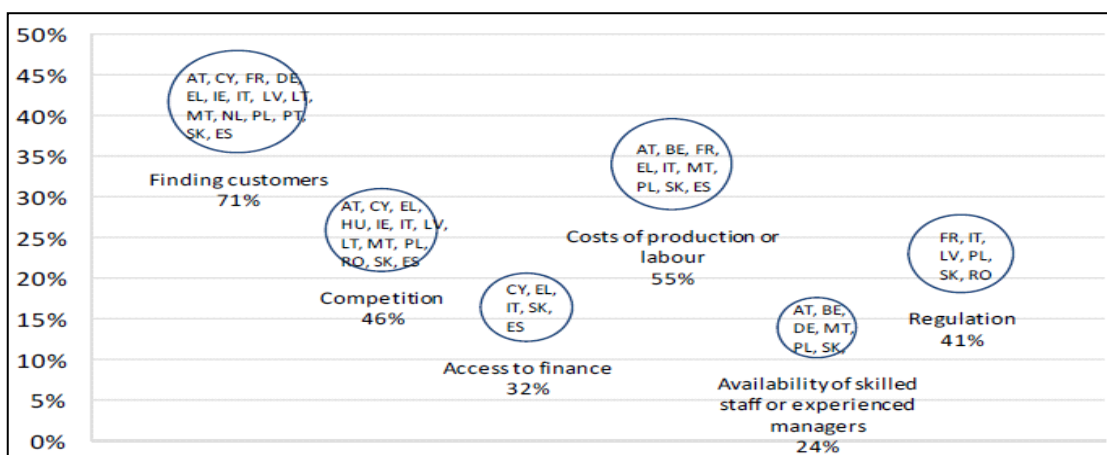 50%
45%
40%
35%
30%
25%
20%
15%
10%
5%
0%
AT, CY, FR, DE,
EL, IE, IT, LV, LT,
MT, NL, PL, PT,
SK, ES
Finding customers
71%
AT, CY, EL,
HU, IE, IT, LV,
LT, MT, PL,
RO, SK, ES
Competition
46%
CY, EL,
IT, SK,
ES
Access to finance
32%
AT, BE, FR,
EL, IT, MT,
PL, SK, ES
Costs of production or
labour
55%
AT, BE,
DE, MT,
PL, SK,
Availability of skilled
staff or experienced
managers
24%
FR, IT,
LV, PL,
SK, RO
Regulation
41%